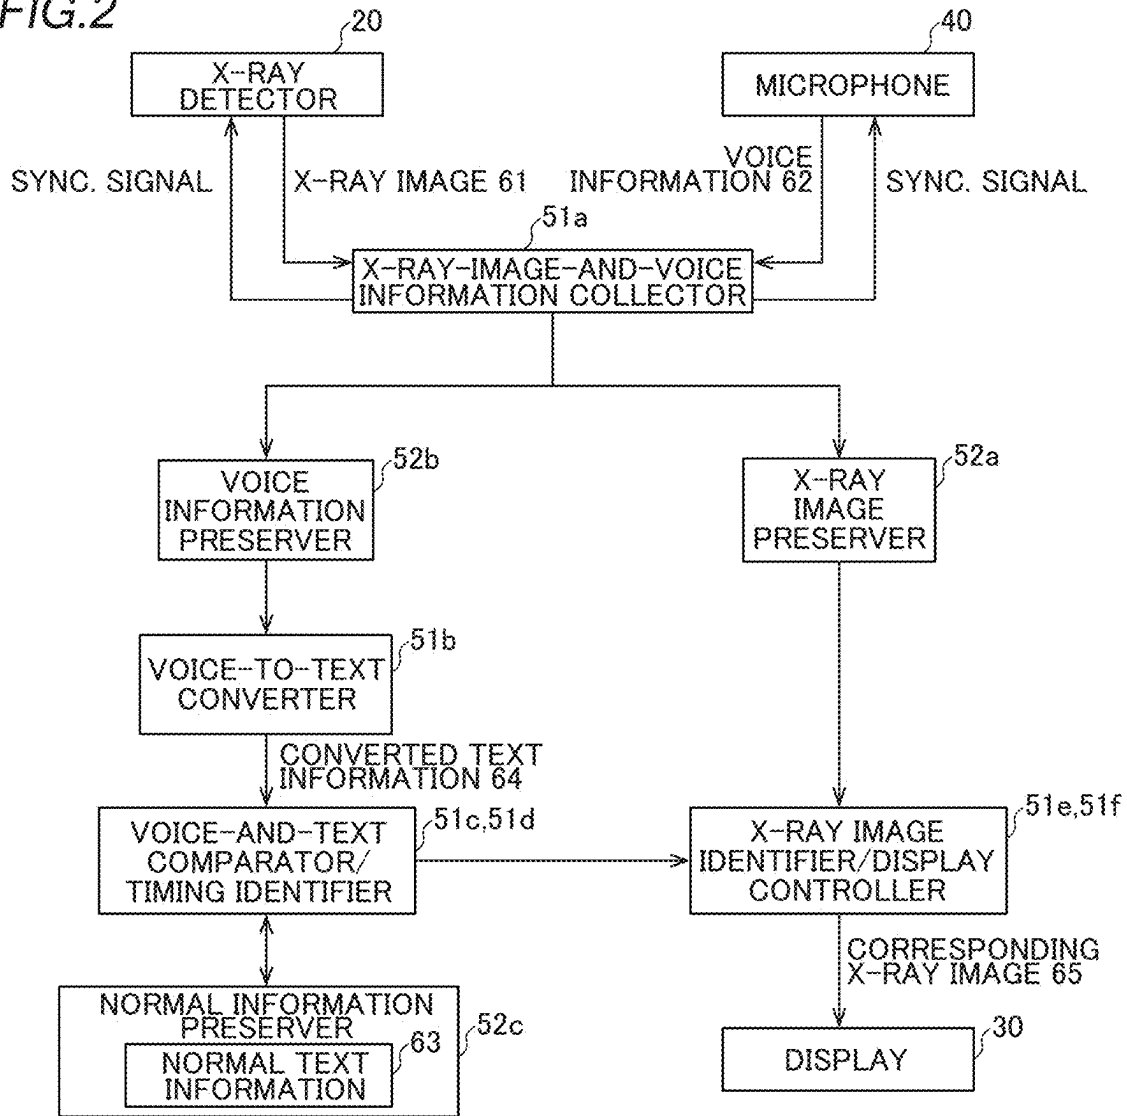 FIG.2
20
40
X-RAY
DETECTOR
MICROPHONE
SYNC. SIGNAL
X-RAY IMAGE 61
VOICE
INFORMATION 62
SYNC. SIGNAL
51a
X-RAY-IMAGE-AND-VOICE
INFORMATION COLLECTOR
52b
52a
VOICE
INFORMATION
PRESERVER
X-RAY
IMAGE
PRESERVER
51b
VOICE-TO-TEXT
CONVERTER
CONVERTED TEXT
INFORMATION 64
51c,51d
51e,51f
VOICE-AND-TEXT
COMPARATOR/
TIMING IDENTIFIER
X-RAY IMAGE
IDENTIFIER/DISPLAY
CONTROLLER
CORRESPONDING
X-RAY IMAGE 65
NORMAL INFORMATION
PRESERVER
52c
63
NORMAL TEXT
INFORMATION
30
DISPLAY